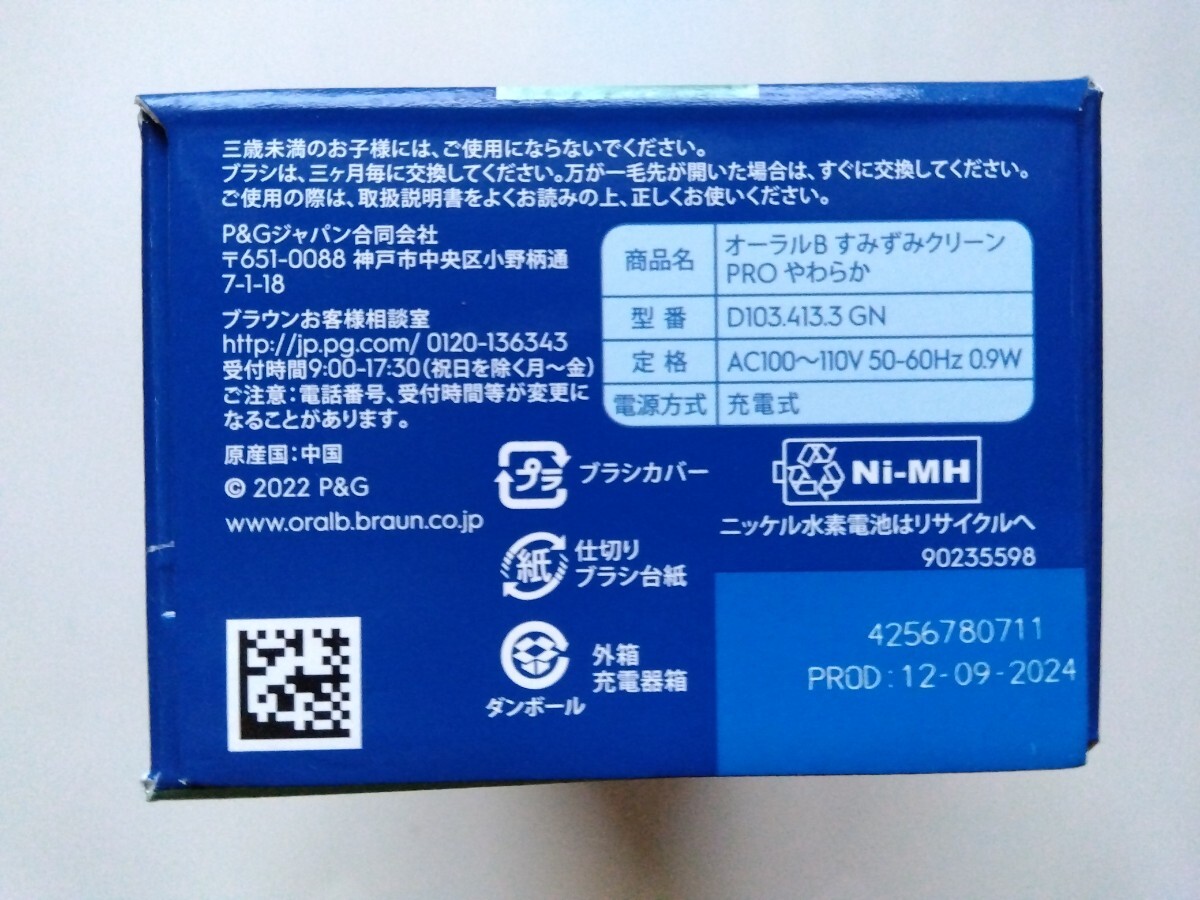 三歳未満のお子様には、ご使用にならないでください。
ブラシは、三ヶ月毎に交換してください。万が一毛先が開いた場合は、すぐに交換してください。
ご使用の際は、取扱説明書をよくお読みの上、正しくお使いください。
P&Gジャパン合同会社
〒651-0088 神戸市中央区小野柄通
7-1-18
ブラウンお客様相談室
http://jp.pg.com/ 0120-136343
受付時間9:00-17:30(祝日を除く月～金)
ご注意：電話番号、受付時間等が変更に
なることがあります。
原産国：中国
© 2022 P&G
www.oralb.braun.co.jp
商品名 オーラルB すみずみクリーン
PRO やわらか
型番 D103.413.3 GN
定格 AC100～110V 50-60Hz 0.9W
電源方式 充電式
プラ ブラシカバー
紙 仕切り
ブラシ台紙
外箱
充電器箱
ダンボール
Ni-MH
ニッケル水素電池はリサイクルへ
90235598
4256780711
PROD: 12-09-2024